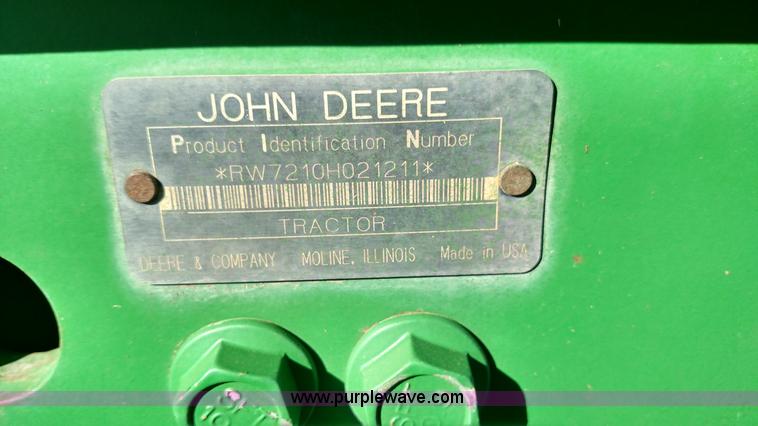 JOHN DEERE
Product Identification Number
*RW7210H021211*
TRACTOR
DEERE & COMPANY MOLINE, ILLINOIS Made in USA
www.purplewave.com